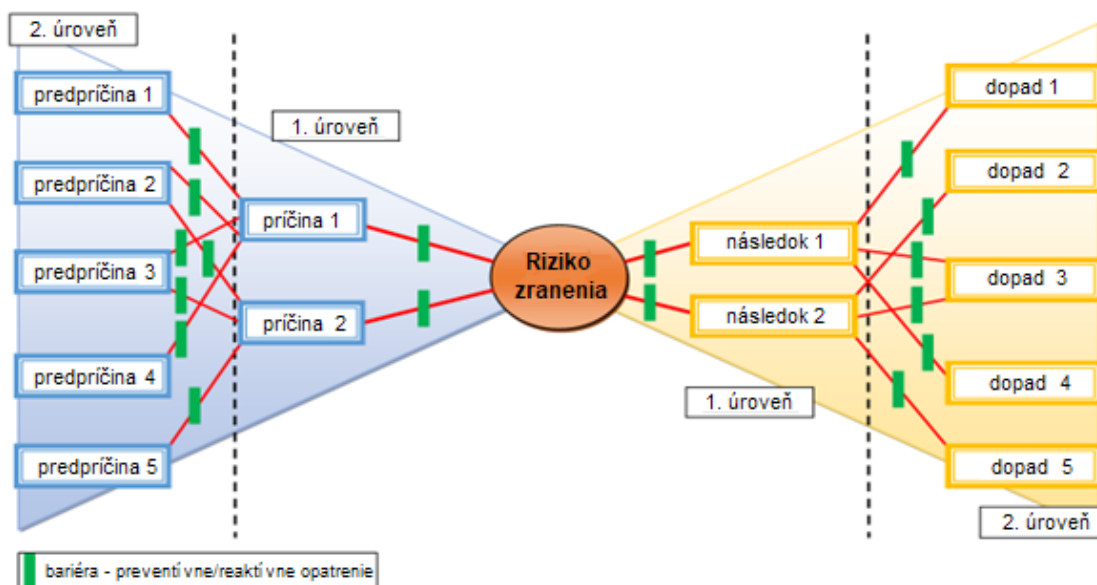 2. úroveň
predpríčina 1
predpríčina 2
predpríčina 3
predpríčina 4
predpríčina 5
1. úroveň
príčina 1
príčina 2
Riziko
zranenia
následok 1
následok 2
1. úroveň
dopad 1
dopad 2
dopad 3
dopad 4
dopad 5
2. úroveň
bariéra - preventívne/reaktívne opatrenie